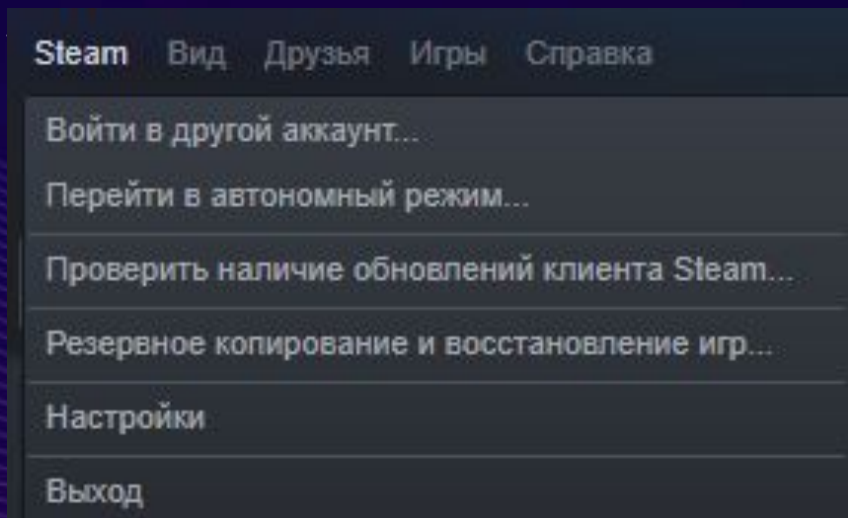 Steam Вид Друзья Игры Справка
Войти в другой аккаунт...
Перейти в автономный режим...
Проверить наличие обновлений клиента Steam...
Резервное копирование и восстановление игр...
Настройки
Выход